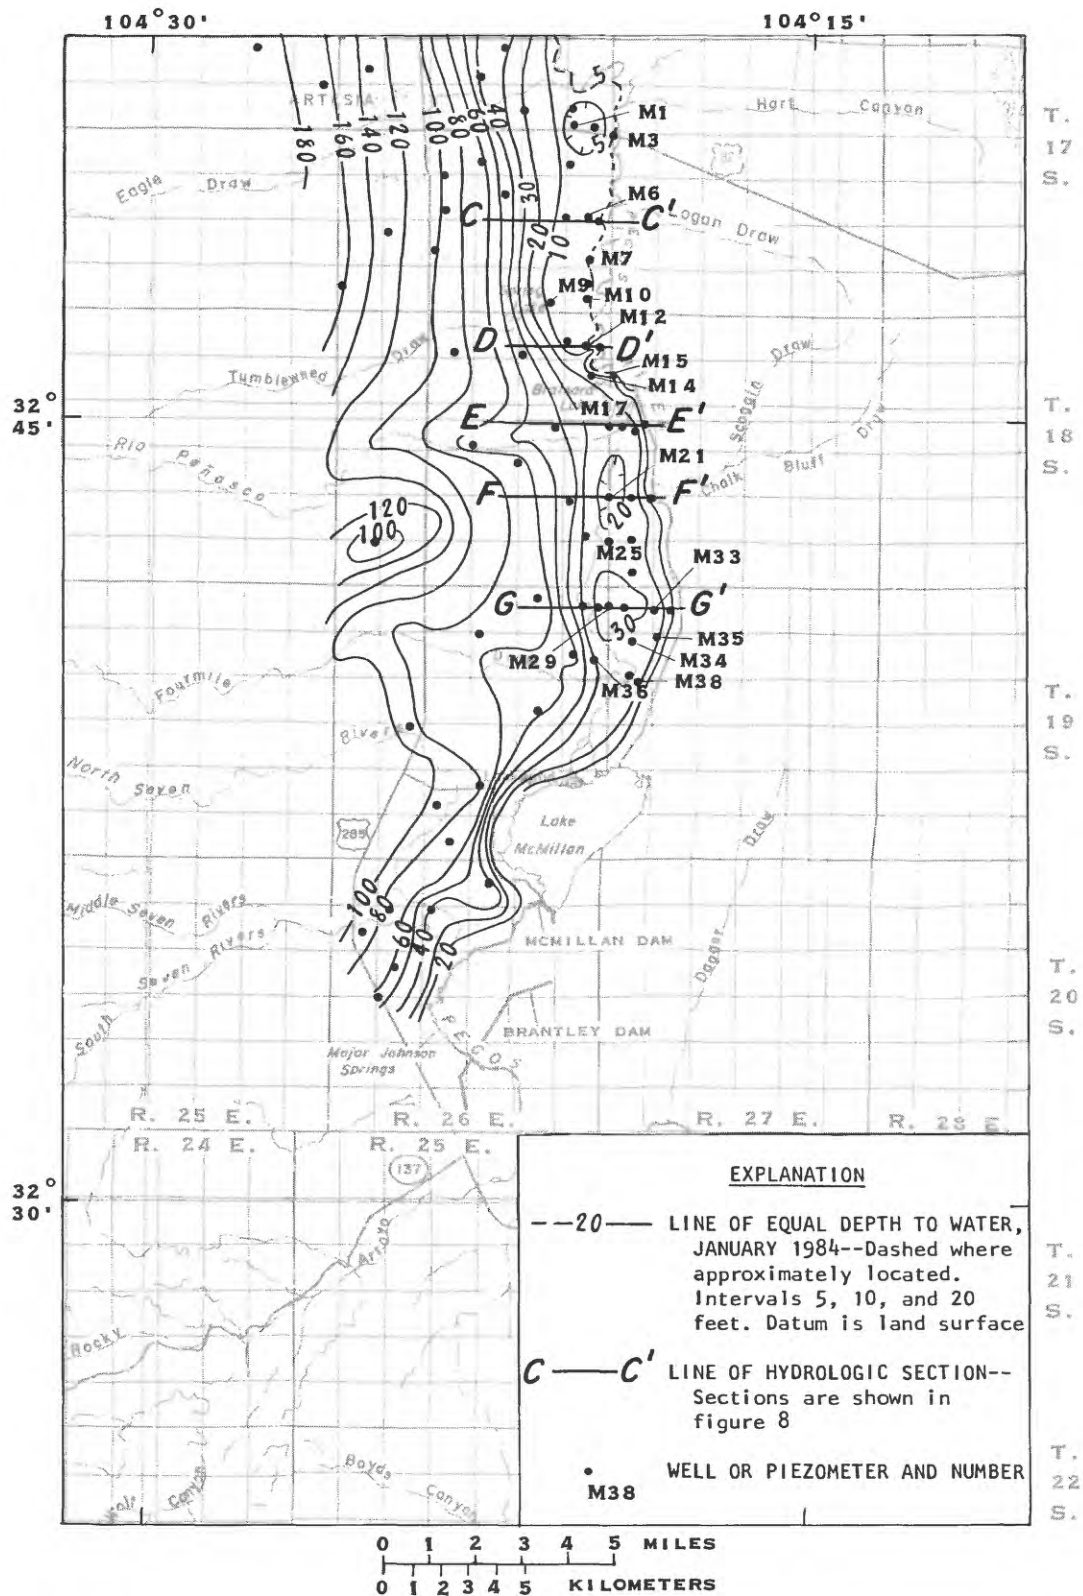 104°30'
104°15'
5
ARTESIA
Hart Canyon
T.
17
S.
180
160
140
120
100
80
60
40
M1
5
M3
82
Eagle Draw
30
M6
C
C'
Logan Draw
20
10
M7
M9
M10
M12
D
D'
M15
M14
Tumbleweed Draw
Draw
Scoggin
Draw
32°
45'
M17
E
E'
T.
18
S.
Rio Peñasco
M21
Chalk Bluff
F
F'
20
120
100
M25
M33
G
G'
30
M35
M34
M29
M38
M36
Fourmile
T.
19
S.
Rivers
North Seven
285
Lake
McMillan
Draw
Dagger
100
80
60
40
20
Middle Seven Rivers
South Seven Rivers
MCMILLAN DAM
T.
20
S.
BRANTLEY DAM
PECOS
Major Johnson
Springs
R. 25 E.
R. 26 E.
R. 27 E.
R. 28 E.
R. 24 E.
R. 25 E.
137
32°
30'
Rocky Arroyo
T.
21
S.
Boyds Canyon
Canyon
T.
22
S.
EXPLANATION
--20— LINE OF EQUAL DEPTH TO WATER,
JANUARY 1984--Dashed where
approximately located.
Intervals 5, 10, and 20
feet. Datum is land surface
C — C' LINE OF HYDROLOGIC SECTION--
Sections are shown in
figure 8
M38 WELL OR PIEZOMETER AND NUMBER
0 1 2 3 4 5 MILES
0 1 2 3 4 5 KILOMETERS